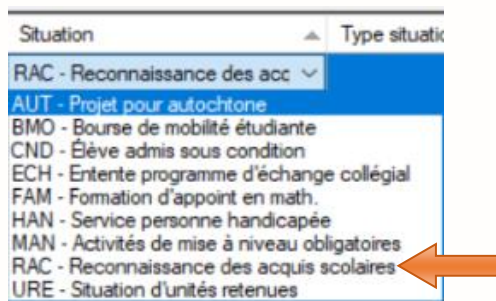 Situation Type situatic
RAC - Reconnaissance des acc
AUT - Projet pour autochtone
BMO - Bourse de mobilité étudiante
CND - Élève admis sous condition
ECH - Entente programme d'échange collégial
FAM - Formation d'appoint en math.
HAN - Service personne handicapée
MAN - Activités de mise à niveau obligatoires
RAC - Reconnaissance des acquis scolaires
URE - Situation d'unités retenues